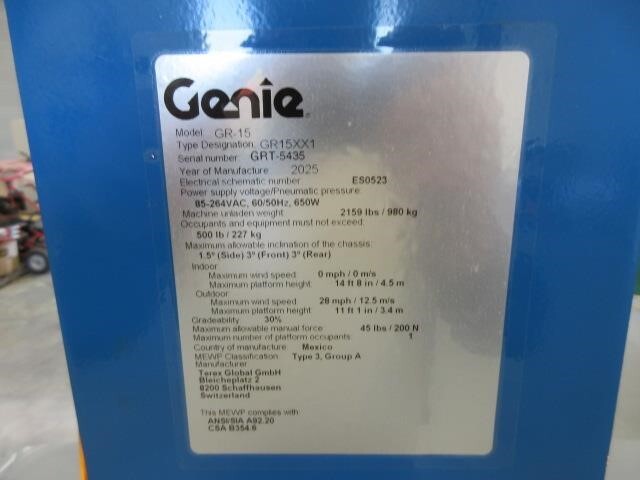 Genie
Model: GR-15
Type Designation: GR15XX1
Serial number: GRT-5435
Year of Manufacture: 2025
Electrical schematic number: ES0523
Power supply voltage/Pneumatic pressure:
85-264VAC, 60/50Hz, 650W
Machine unladen weight: 2159 lbs / 980 kg
Occupants and equipment must not exceed:
500 lb / 227 kg
Maximum allowable inclination of the chassis:
1.5° (Side) 3° (Front) 3° (Rear)
Indoor
Maximum wind speed: 0 mph / 0 m/s
Maximum platform height: 14 ft 8 in / 4.5 m
Outdoor
Maximum wind speed: 28 mph / 12.5 m/s
Maximum platform height: 11 ft 1 in / 3.4 m
Gradeability: 30%
Maximum allowable manual force: 45 lbs / 200 N
Maximum number of platform occupants: 1
Country of manufacture: Mexico
MEWP Classification: Type 3, Group A
Manufacturer:
Terex Global GmbH
Bleicheplatz 2
8200 Schaffhausen
Switzerland
This MEWP complies with:
ANSI/SIA A92.20
CSA B354.6